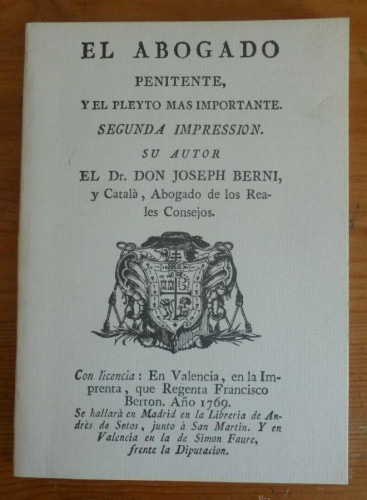 EL ABOGADO
PENITENTE,
Y EL PLEYTO MAS IMPORTANTE.
SEGUNDA IMPRESSION.
SU AUTOR
EL Dr. DON JOSEPH BERNI,
y Català, Abogado de los Rea-
les Consejos.
Con licencia: En Valencia, en la Im-
prenta, que Regenta Francisco
Berton. Año 1769.
Se hallarà en Madrid en la Libreria de An-
drès de Sotos, junto à San Martin. Y en
Valencia en la de Simon Faure,
frente la Diputacion.